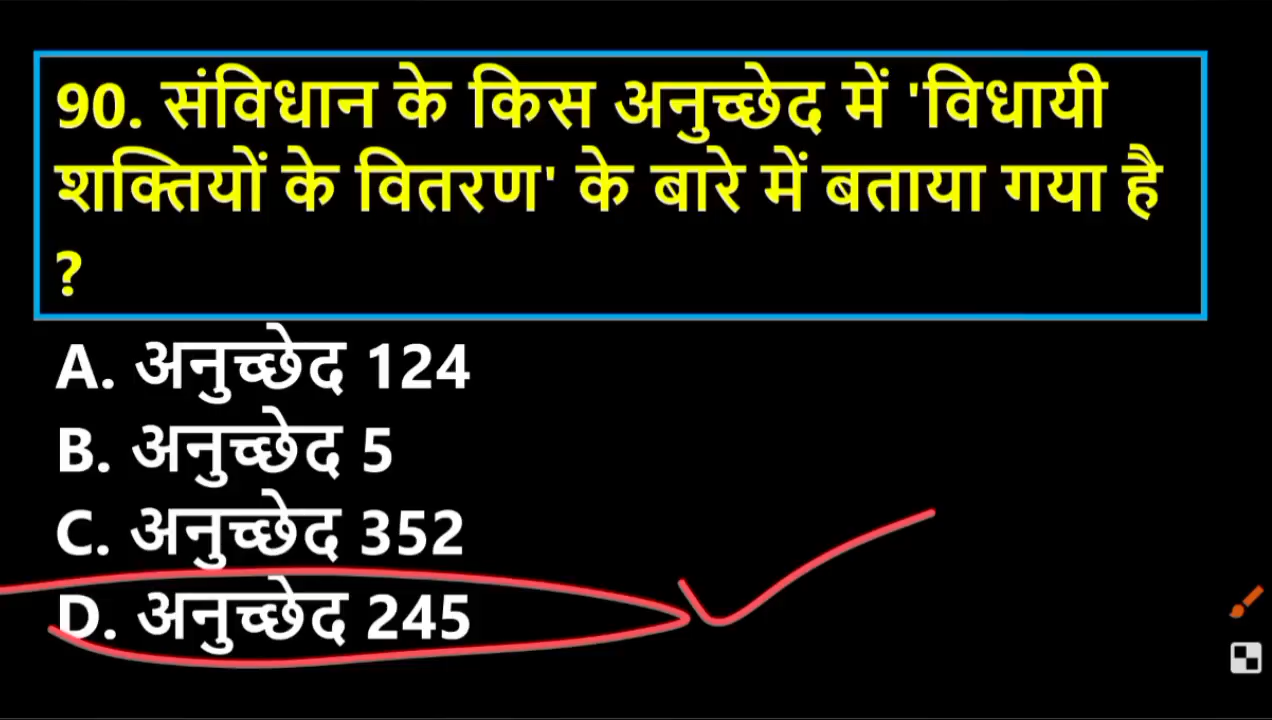 90. संविधान के किस अनुच्छेद में 'विधायी
शक्तियों के वितरण' के बारे में बताया गया है
?
A. अनुच्छेद 124
B. अनुच्छेद 5
C. अनुच्छेद 352
D. अनुच्छेद 245